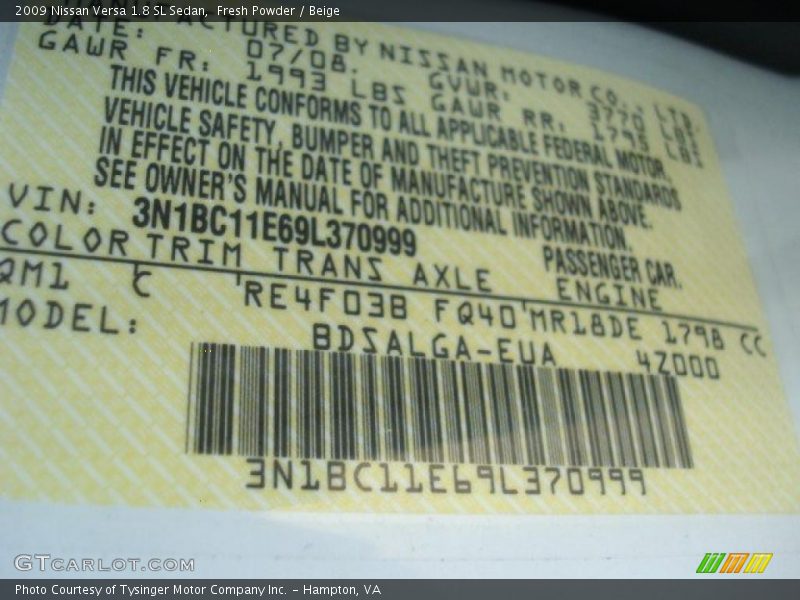 2009 Nissan Versa 1.8 SL Sedan,  Fresh Powder / Beige
ACTURED BY NISSAN MOTOR CO., LTD.
DATE: 07/08. GVWR: 3770 LBS
GAWR FR: 1993 LBS GAWR RR: 1793 LBS
THIS VEHICLE CONFORMS TO ALL APPLICABLE FEDERAL MOTOR
VEHICLE SAFETY, BUMPER AND THEFT PREVENTION STANDARDS
IN EFFECT ON THE DATE OF MANUFACTURE SHOWN ABOVE.
SEE OWNER'S MANUAL FOR ADDITIONAL INFORMATION.
VIN: 3N1BC11E69L370999 PASSENGER CAR.
COLOR TRIM TRANS AXLE ENGINE
QM1 C RE4F03B FQ40 MR18DE 1798 CC
MODEL: BDSALGA-EUA 4Z000
3N1BC11E69L370999
GTCARLOT.COM
Photo Courtesy of Tysinger Motor Company Inc. - Hampton, VA